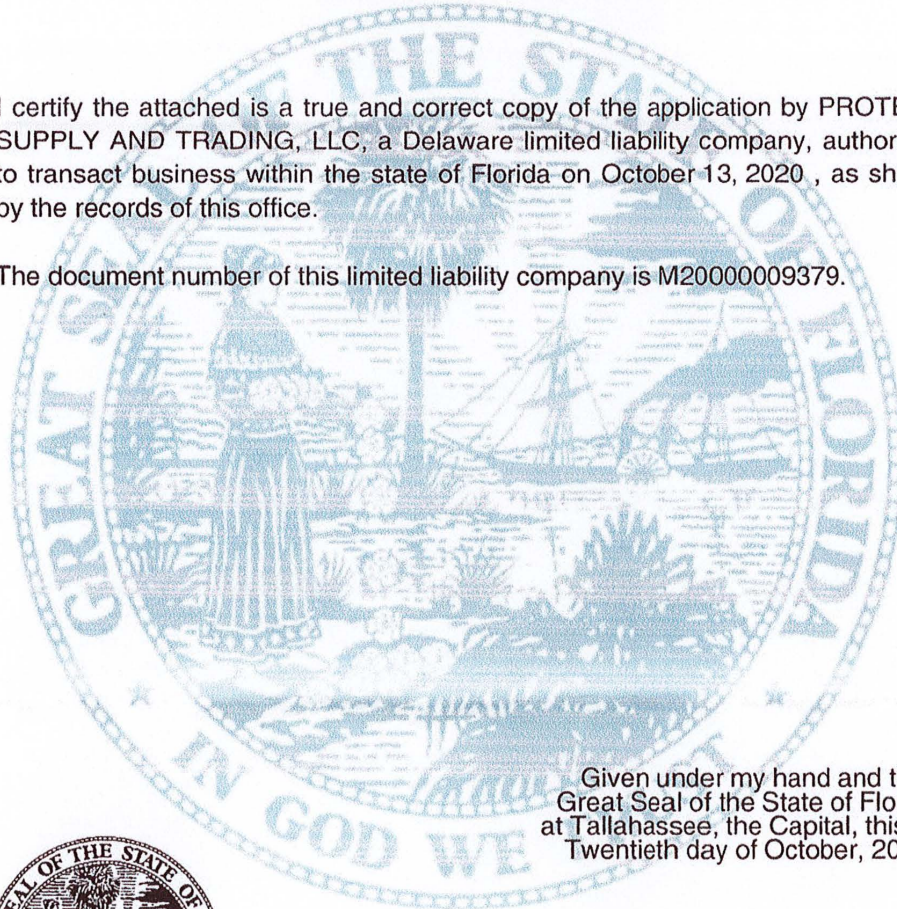 I certify the attached is a true and correct copy of the application by PROTE
SUPPLY AND TRADING, LLC, a Delaware limited liability company, author
to transact business within the state of Florida on October 13, 2020 , as sh
by the records of this office.
The document number of this limited liability company is M20000009379.
GREAT SEAL OF THE STATE OF FLORIDA
IN GOD WE TRUST
Given under my hand and t
Great Seal of the State of Flo
at Tallahassee, the Capital, this
Twentieth day of October, 20
SEAL OF THE STATE OF